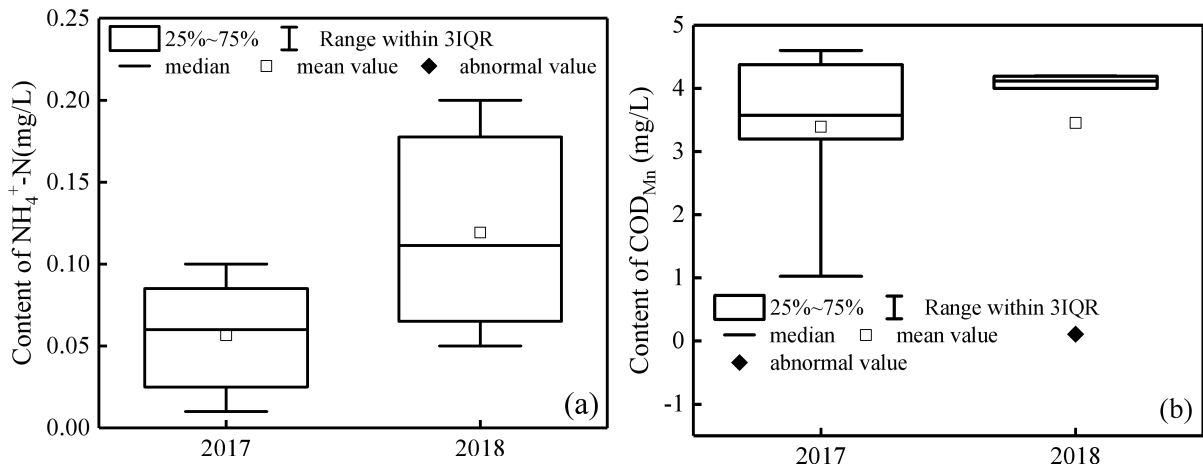 0.25
0.20
0.15
0.10
0.05
0.00
Content of NH₄⁺-N(mg/L)
25%~75% Range within 3IQR
median mean value abnormal value
(a)
2017 2018
5
4
3
2
1
0
-1
Content of COD_Mn (mg/L)
25%~75% Range within 3IQR
median mean value
abnormal value
(b)
2017 2018